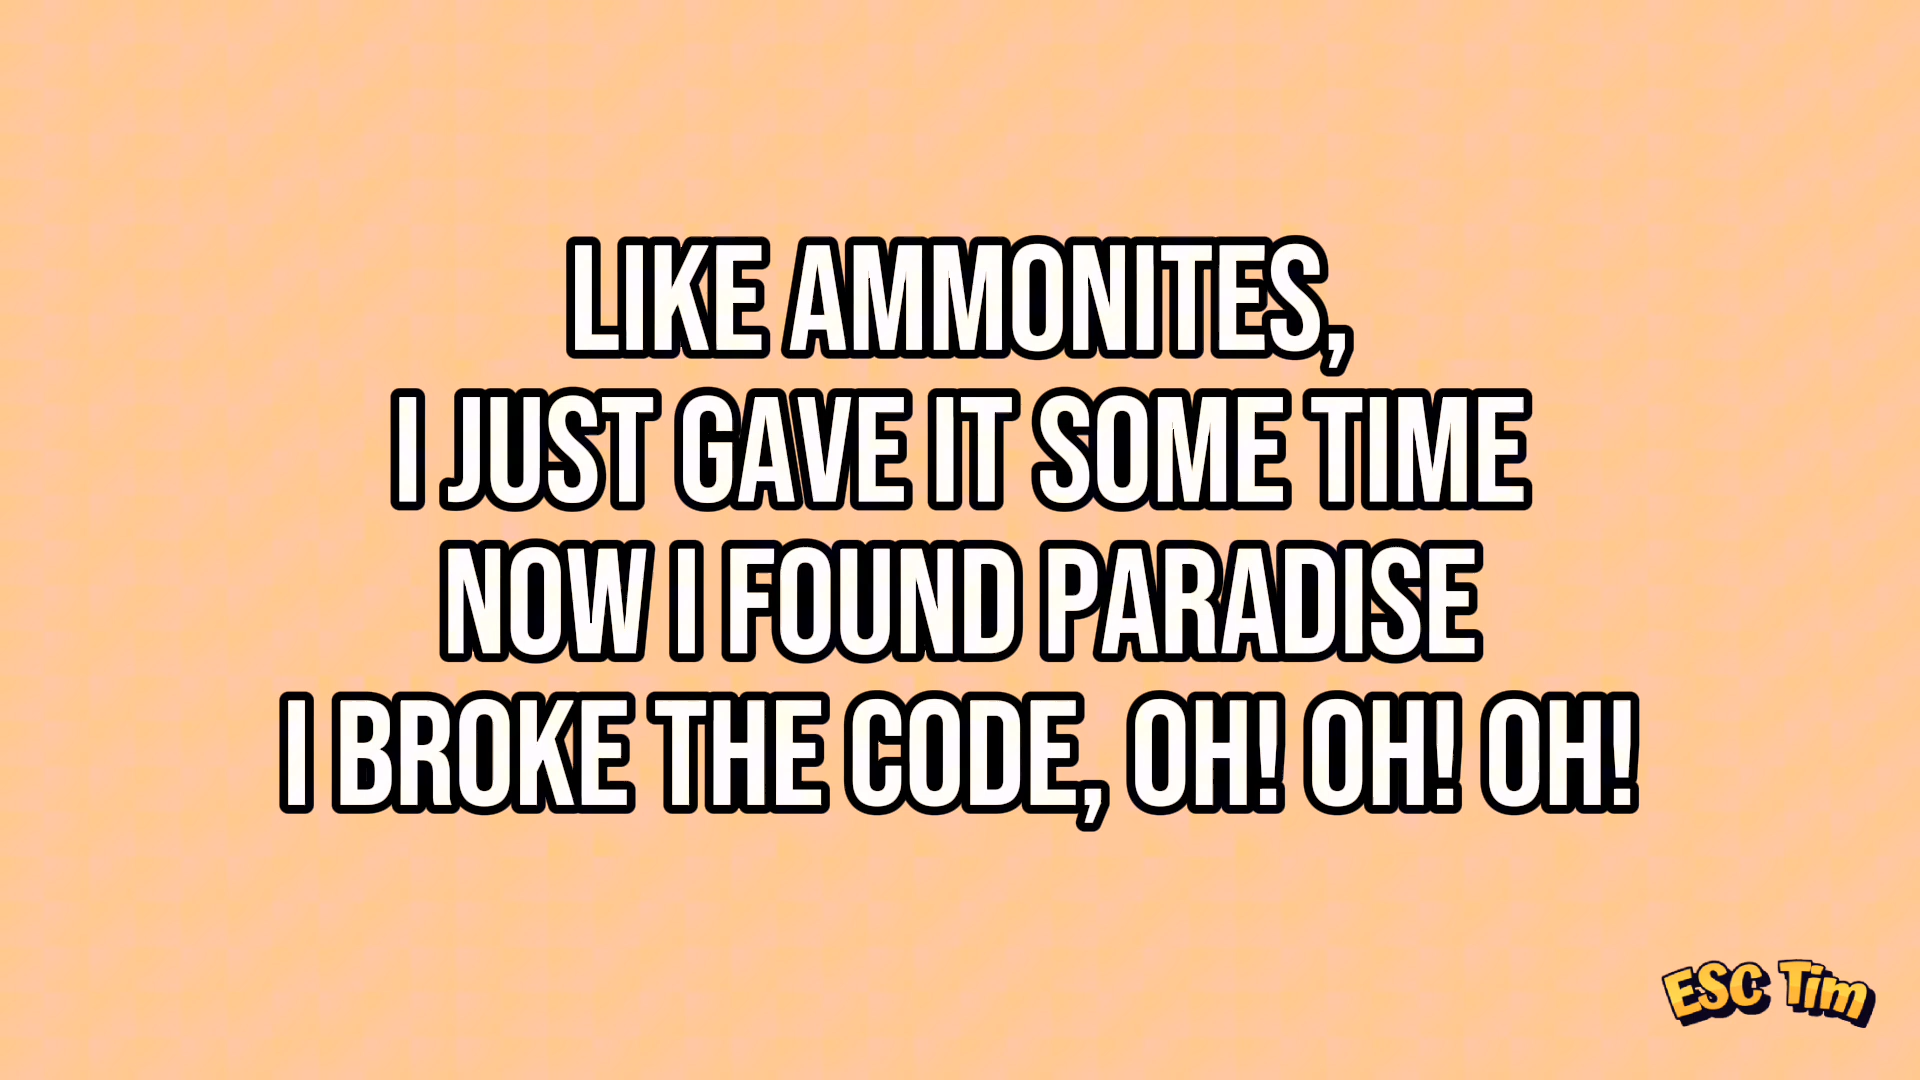 LIKE AMMONITES,
I JUST GAVE IT SOME TIME
NOW I FOUND PARADISE
I BROKE THE CODE, OH! OH! OH!
ESC Tim